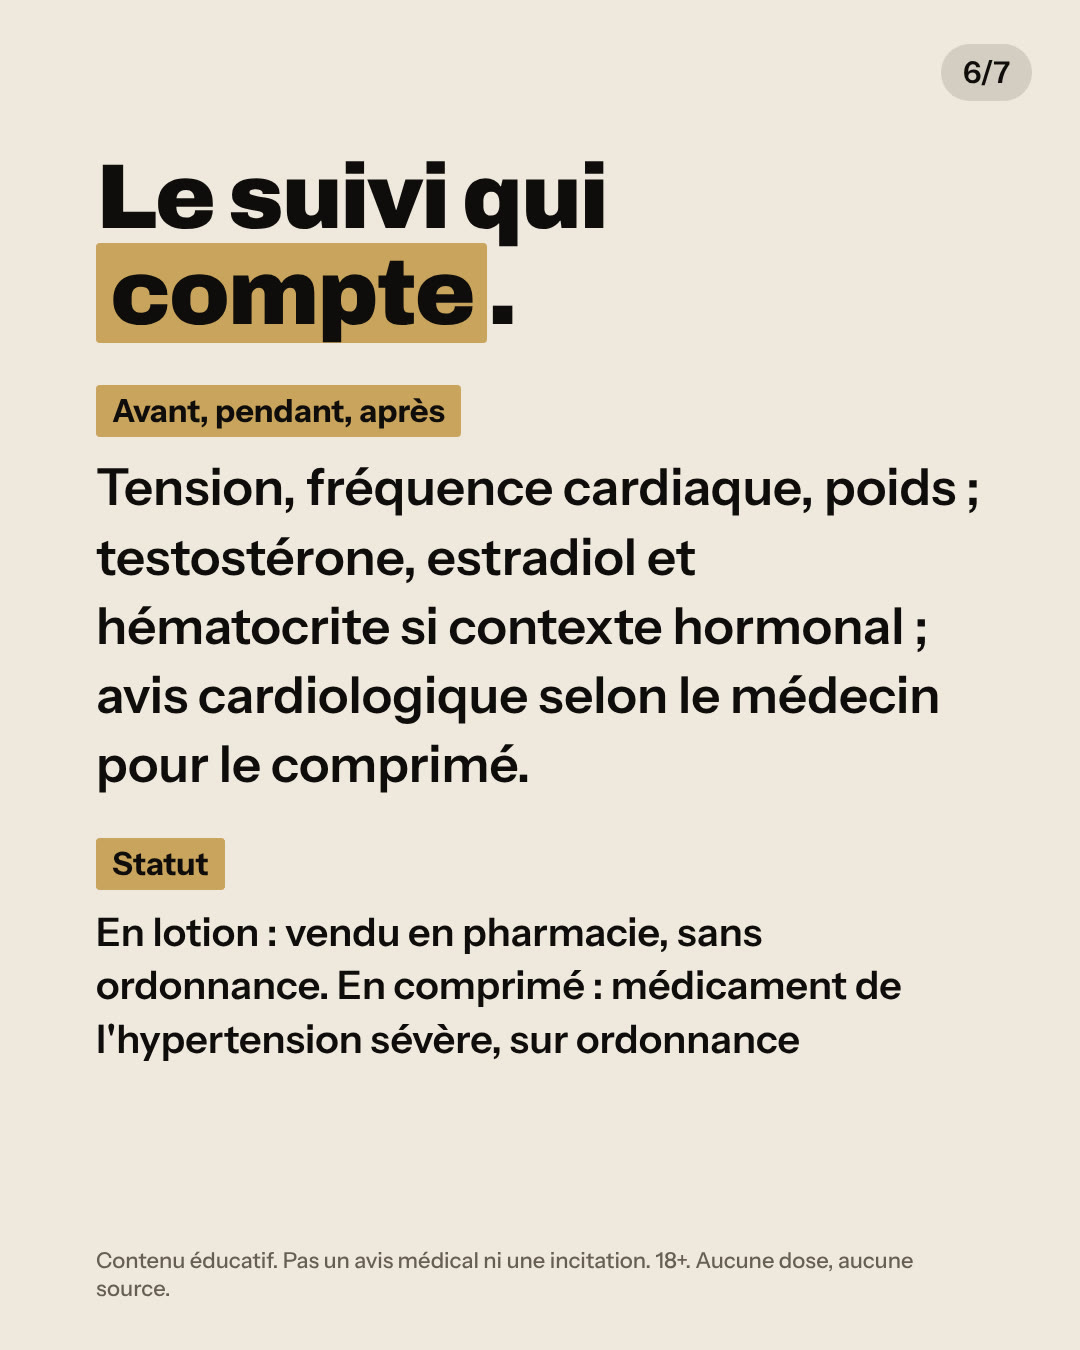 6/7
Le suivi qui
compte.
Avant, pendant, après
Tension, fréquence cardiaque, poids ;
testostérone, estradiol et
hématocrite si contexte hormonal ;
avis cardiologique selon le médecin
pour le comprimé.
Statut
En lotion : vendu en pharmacie, sans
ordonnance. En comprimé : médicament de
l'hypertension sévère, sur ordonnance
Contenu éducatif. Pas un avis médical ni une incitation. 18+. Aucune dose, aucune
source.